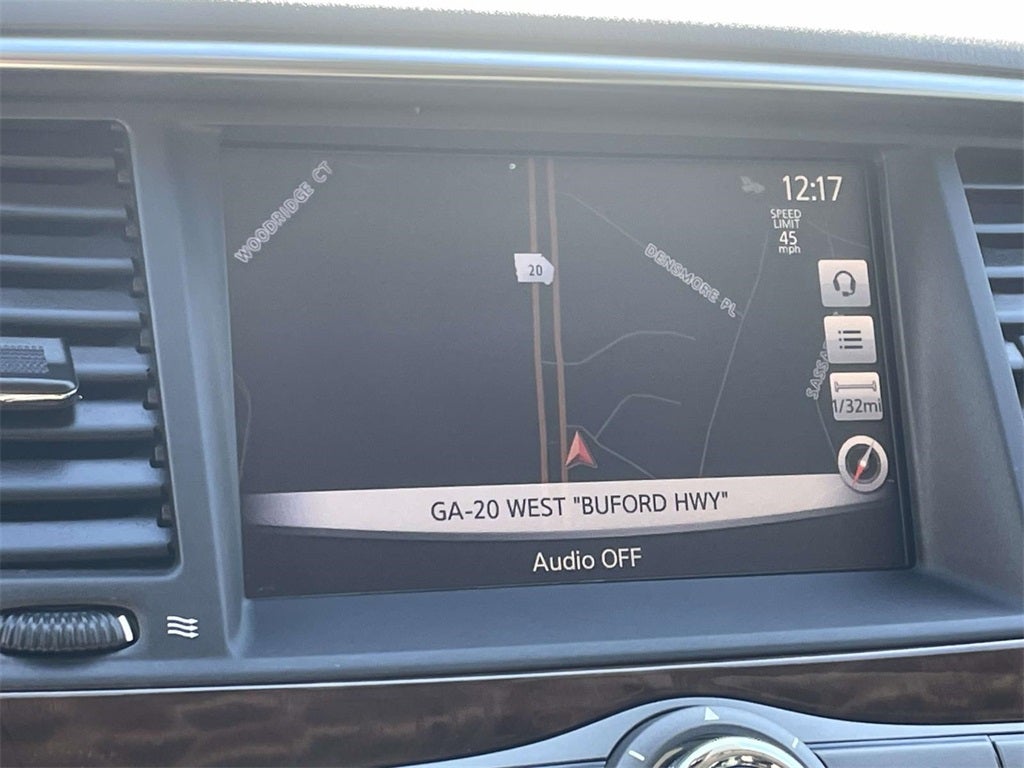 WOODRIDGE CT
12:17
SPEED
LIMIT
45
mph
20
DENSMORE PL
SASSA
1/32mi
GA-20 WEST "BUFORD HWY"
Audio OFF